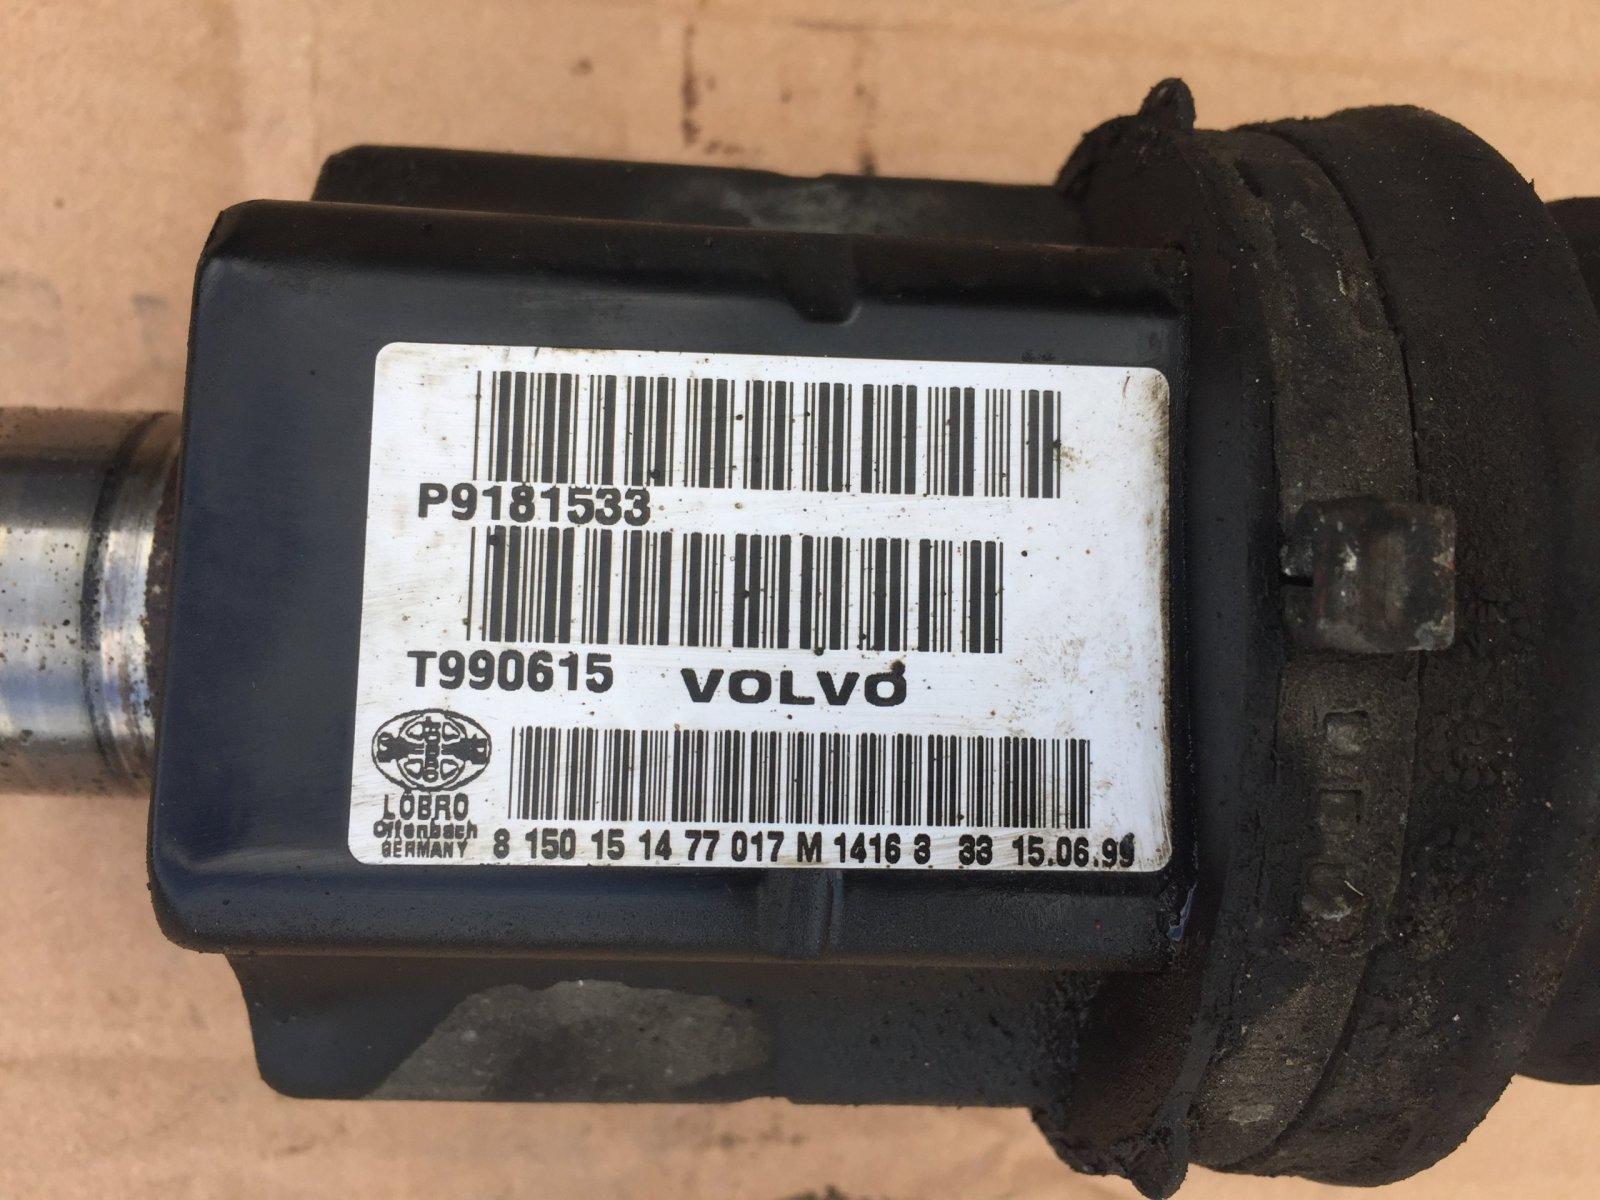 P9181533
T990615 VOLVO
LÖBRO
Offenbach
GERMANY 8 150 15 14 77 017 M 1416 3 33 15.06.99